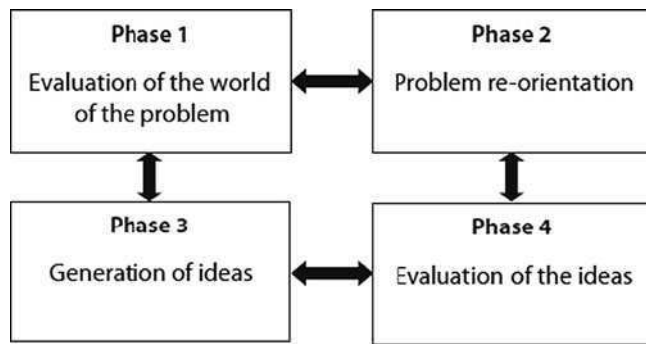 Phase 1
Evaluation of the world
of the problem
Phase 2
Problem re-orientation
Phase 3
Generation of ideas
Phase 4
Evaluation of the ideas